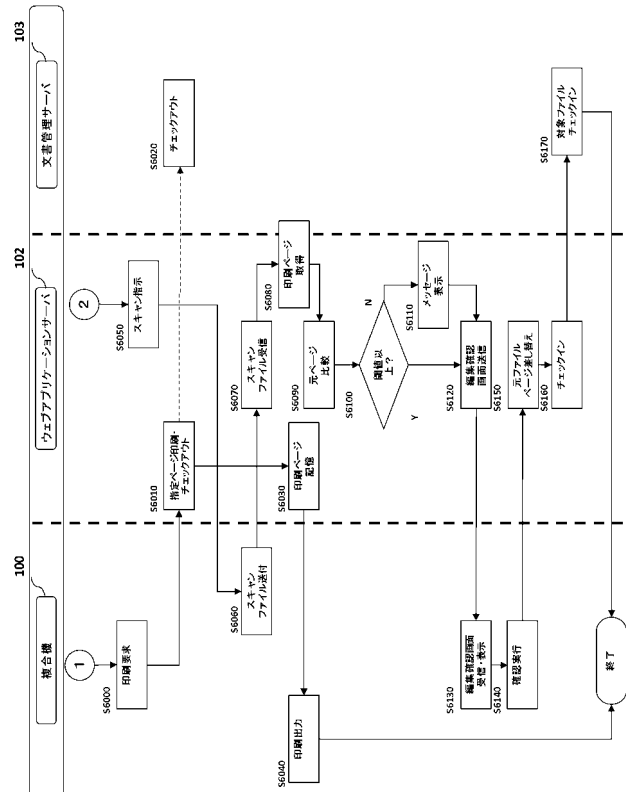 100
複合機
102
ウェブアプリケーションサーバ
103
文書管理サーバ
1
S6000
印刷要求
S6010
指定ページ印刷・
チェックアウト
S6020
チェックアウト
S6030
印刷ページ
記憶
S6040
印刷出力
2
S6050
スキャン指示
S6060
スキャン
ファイル送付
S6070
スキャン
ファイル受信
S6080
印刷ページ
取得
S6090
元ページ
比較
S6100
閾値以
上?
N
Y
S6110
メッセージ
表示
S6120
編集確認
画面送信
S6130
編集確認画面
受信・表示
S6140
確認実行
S6150
元ファイル
ページ差し替え
S6160
チェックイン
S6170
対象ファイル
チェックイン
終了